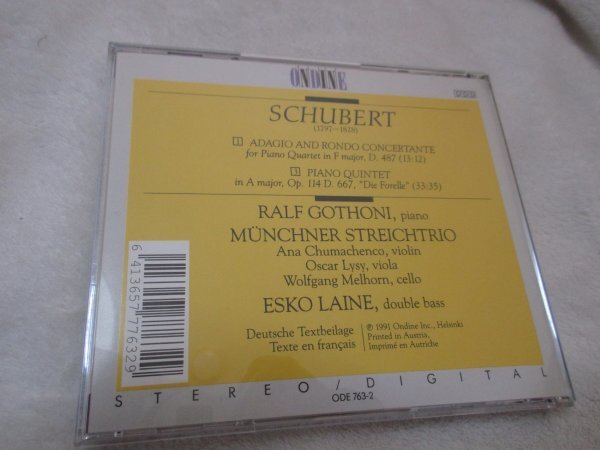 ONDINE
DDD
SCHUBERT
(1797–1828)
1 ADAGIO AND RONDO CONCERTANTE
for Piano Quartet in F major, D. 487 (13:12)
3 PIANO QUINTET
in A major, Op. 114 D. 667, "Die Forelle" (33:35)
RALF GOTHONI, piano
MÜNCHNER STREICHTRIO
Ana Chumachenco, violin
Oscar Lysy, viola
Wolfgang Melhorn, cello
ESKO LAINE, double bass
Deutsche Textbeilage
Texte en français
℗ 1991 Ondine Inc., Helsinki
Printed in Austria,
Imprimé en Autriche
6 413657 776329
STEREO/DIGITAL
ODE 763-2